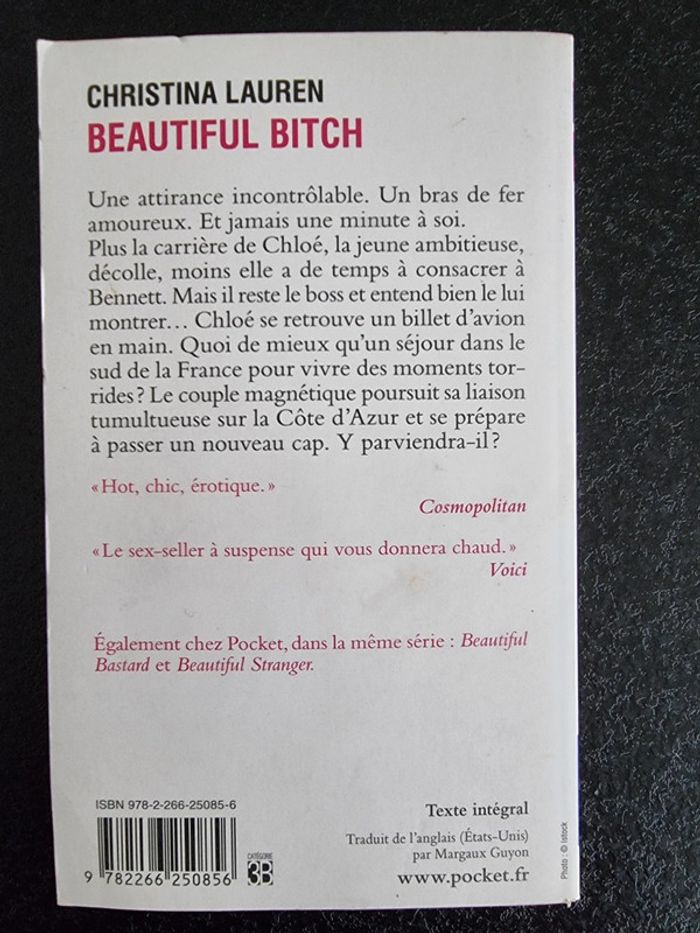 CHRISTINA LAUREN
BEAUTIFUL BITCH
Une attirance incontrôlable. Un bras de fer
amoureux. Et jamais une minute à soi.
Plus la carrière de Chloé, la jeune ambitieuse,
décolle, moins elle a de temps à consacrer à
Bennett. Mais il reste le boss et entend bien le lui
montrer... Chloé se retrouve un billet d'avion
en main. Quoi de mieux qu'un séjour dans le
sud de la France pour vivre des moments tor-
rides ? Le couple magnétique poursuit sa liaison
tumultueuse sur la Côte d'Azur et se prépare
à passer un nouveau cap. Y parviendra-il ?
« Hot, chic, érotique. »
Cosmopolitan
« Le sex-seller à suspense qui vous donnera chaud. »
Voici
Également chez Pocket, dans la même série : Beautiful
Bastard et Beautiful Stranger.
ISBN 978-2-266-25085-6
9 782266 250856
CATÉGORIE
3B
Texte intégral
Traduit de l'anglais (États-Unis)
par Margaux Guyon
www.pocket.fr
Photo : © Istock